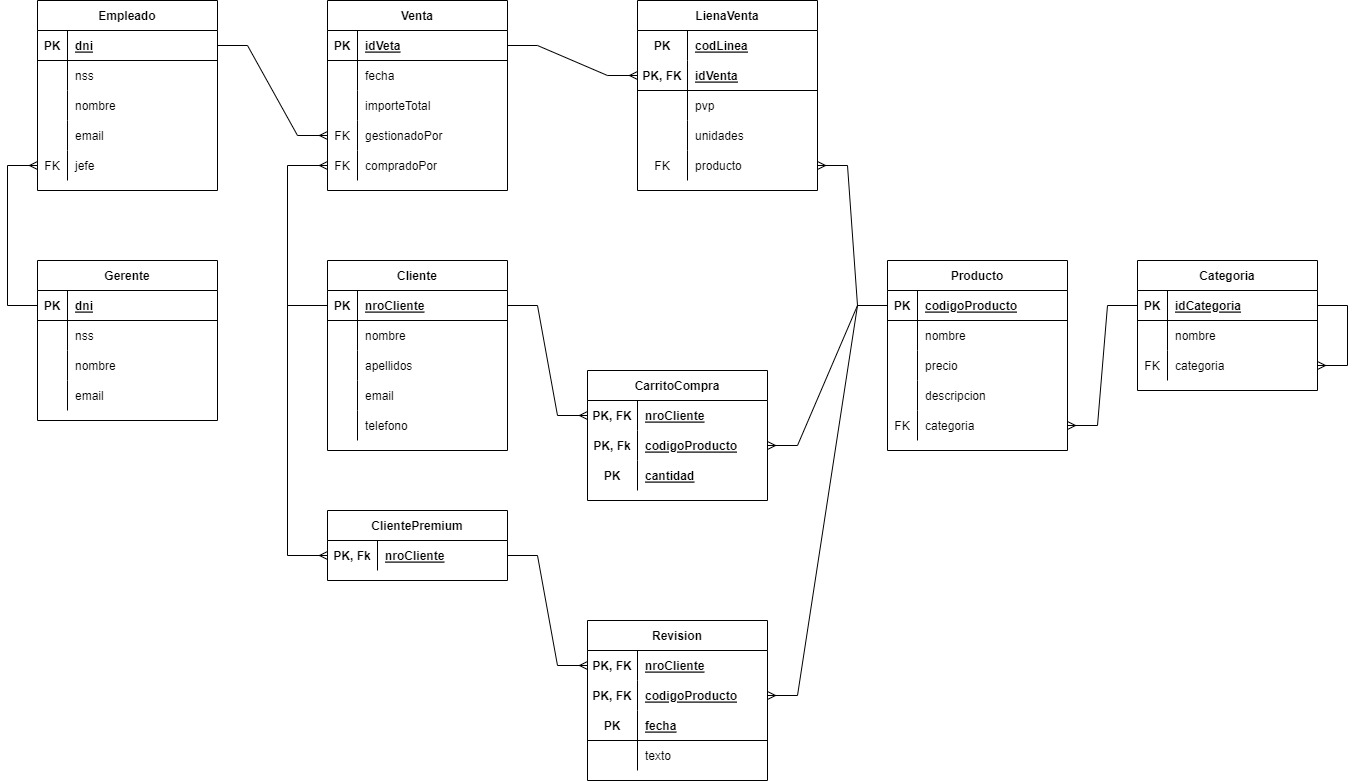 Empleado
PK dni
nss
nombre
email
FK jefe
Venta
PK idVeta
fecha
importeTotal
FK gestionadoPor
FK compradoPor
LienaVenta
PK codLinea
PK, FK idVenta
pvp
unidades
FK producto
Gerente
PK dni
nss
nombre
email
Cliente
PK nroCliente
nombre
apellidos
email
telefono
Producto
PK codigoProducto
nombre
precio
descripcion
FK categoria
Categoria
PK idCategoria
nombre
FK categoria
CarritoCompra
PK, FK nroCliente
PK, Fk codigoProducto
PK cantidad
ClientePremium
PK, Fk nroCliente
Revision
PK, FK nroCliente
PK, FK codigoProducto
PK fecha
texto